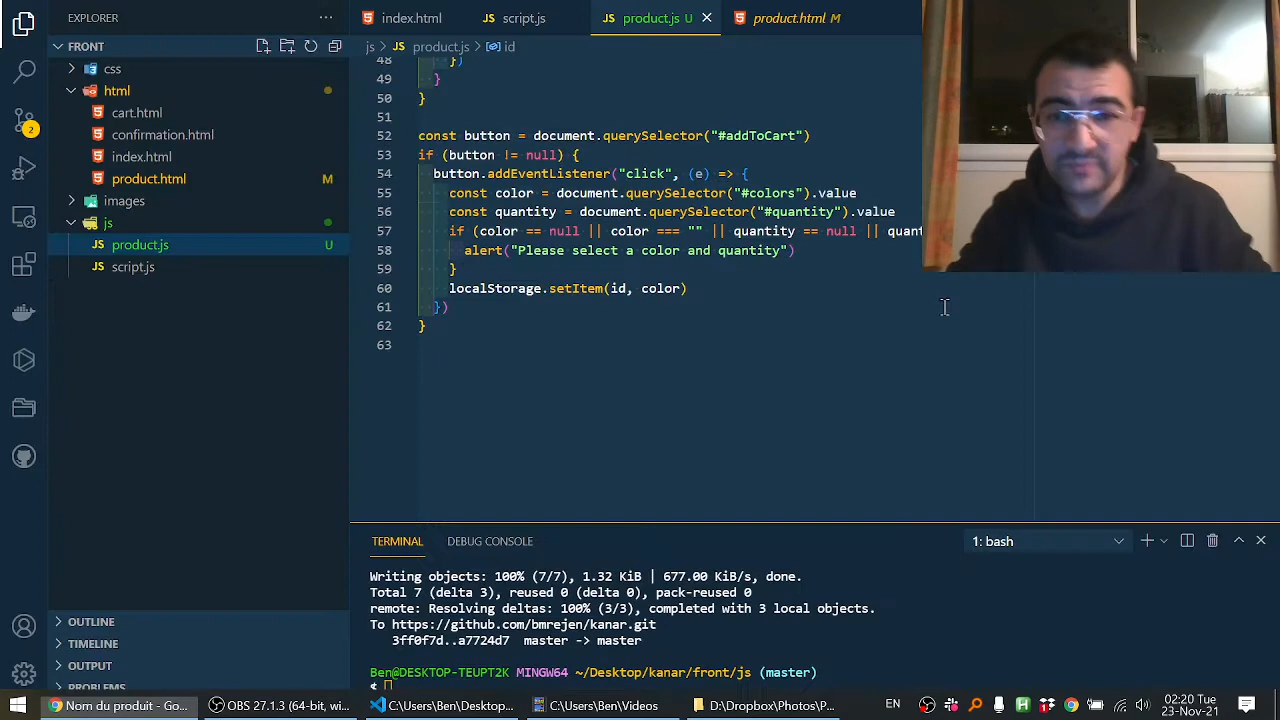 EXPLORER
index.html
script.js
product.js U
product.html M
FRONT
js > product.js > id
css
html
cart.html
confirmation.html
index.html
product.html M
images
js
product.js U
script.js
48 })
49 }
50 }
51
52 const button = document.querySelector("#addToCart")
53 if (button != null) {
54 button.addEventListener("click", (e) => {
55 const color = document.querySelector("#colors").value
56 const quantity = document.querySelector("#quantity").value
57 if (color == null || color === "" || quantity == null || quant
58 alert("Please select a color and quantity")
59 }
60 localStorage.setItem(id, color)
61 })
62 }
63
2
TERMINAL DEBUG CONSOLE
1: bash
Writing objects: 100% (7/7), 1.32 KiB | 677.00 KiB/s, done.
Total 7 (delta 3), reused 0 (delta 0), pack-reused 0
remote: Resolving deltas: 100% (3/3), completed with 3 local objects.
To https://github.com/bmrejen/kanar.git
3ff0f7d..a7724d7 master -> master
Ben@DESKTOP-TEUPT2K MINGW64 ~/Desktop/kanar/front/js (master)
$
OUTLINE
TIMELINE
OUTPUT
PROBLEMS
Nom du produit - Go...
OBS 27.1.3 (64-bit, wi...
C:\Users\Ben\Desktop...
C:\Users\Ben\Videos
D:\Dropbox\Photos\P...
EN
02:20 Tue
23-Nov-21